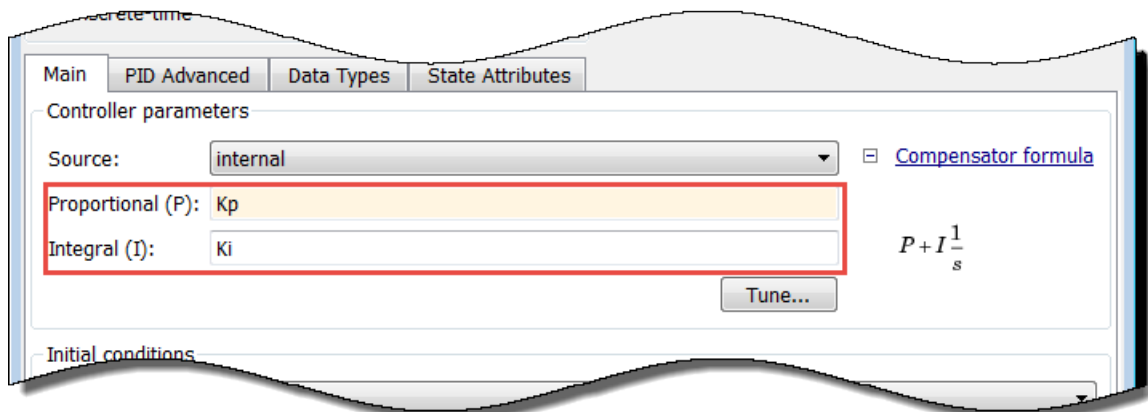 Main PID Advanced Data Types State Attributes
Controller parameters
Source: internal Compensator formula
Proportional (P): Kp
Integral (I): Ki
P + I 1/s
Tune...
Initial conditions